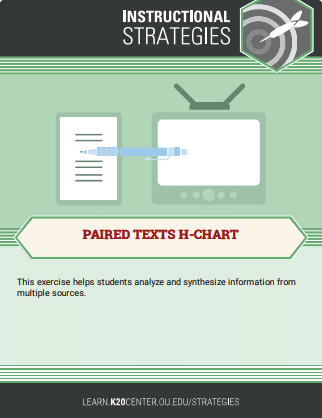 INSTRUCTIONAL
STRATEGIES
PAIRED TEXTS H-CHART
This exercise helps students analyze and synthesize information from
multiple sources.
LEARN.K20CENTER.OU.EDU/STRATEGIES